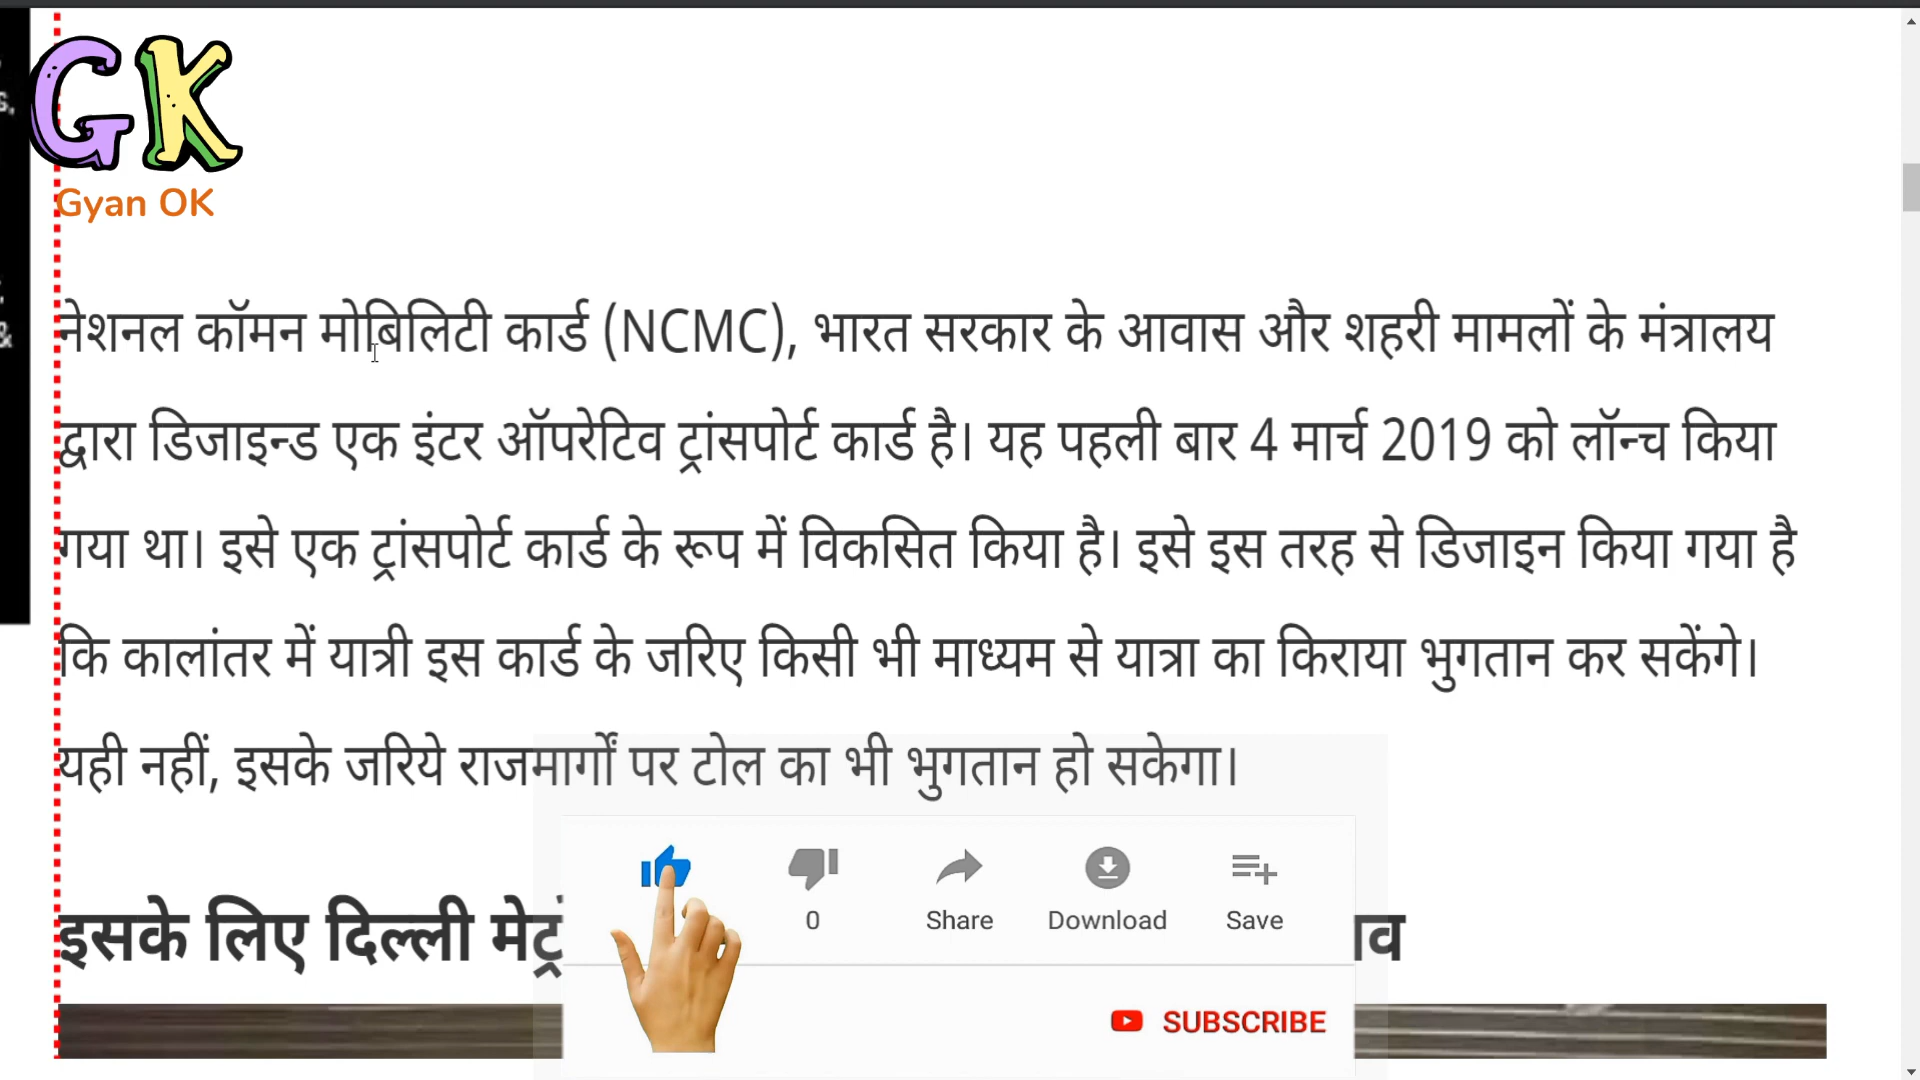 GK
Gyan OK
नेशनल कॉमन मोबिलिटी कार्ड (NCMC), भारत सरकार के आवास और शहरी मामलों के मंत्रालय
द्वारा डिजाइन्ड एक इंटर ऑपरेटिव ट्रांसपोर्ट कार्ड है। यह पहली बार 4 मार्च 2019 को लॉन्च किया
गया था। इसे एक ट्रांसपोर्ट कार्ड के रूप में विकसित किया है। इसे इस तरह से डिजाइन किया गया है
कि कालांतर में यात्री इस कार्ड के जरिए किसी भी माध्यम से यात्रा का किराया भुगतान कर सकेंगे।
यही नहीं, इसके जरिये राजमार्गों पर टोल का भी भुगतान हो सकेगा।
इसके लिए दिल्ली
0 Share Download Save
SUBSCRIBE